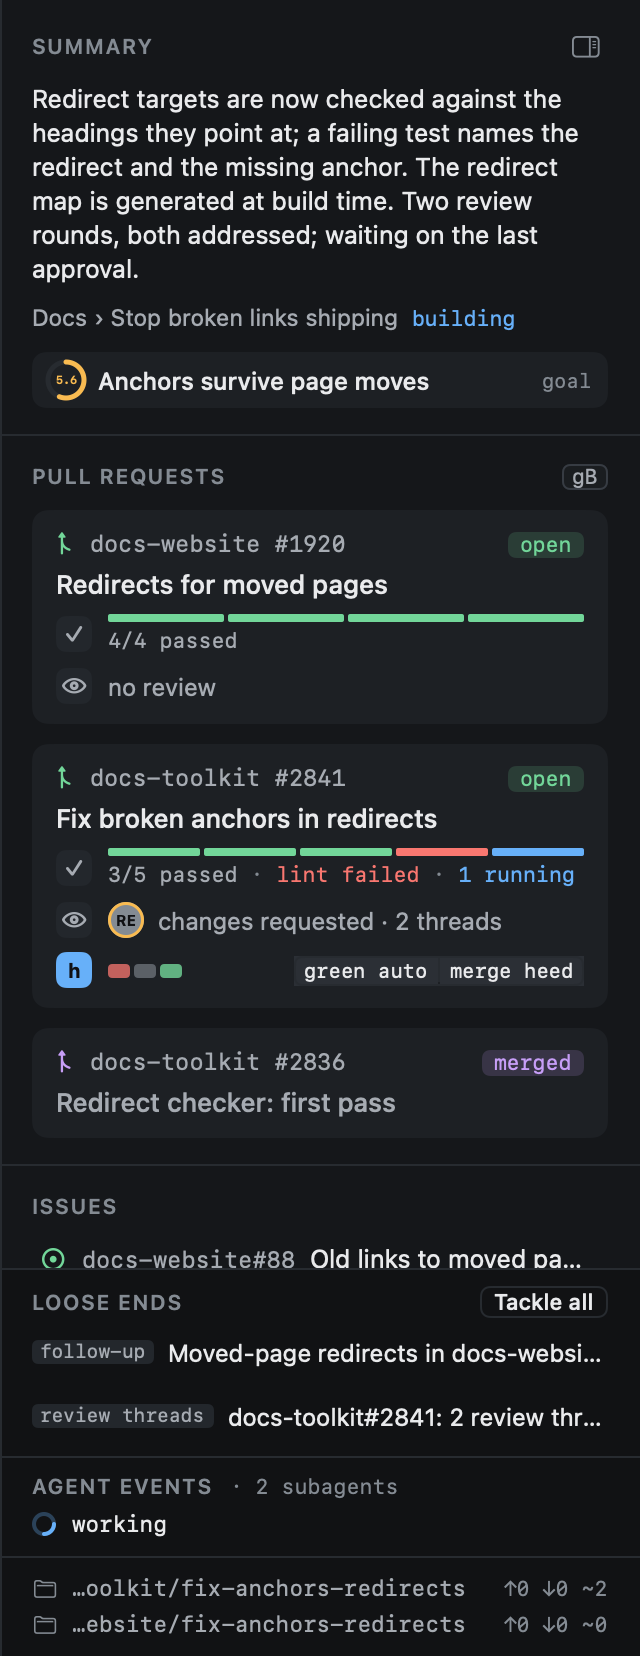 SUMMARY
Redirect targets are now checked against the
headings they point at; a failing test names the
redirect and the missing anchor. The redirect
map is generated at build time. Two review
rounds, both addressed; waiting on the last
approval.
Docs › Stop broken links shipping building
5.6 Anchors survive page moves goal
PULL REQUESTS gB
docs-website #1920 open
Redirects for moved pages
4/4 passed
no review
docs-toolkit #2841 open
Fix broken anchors in redirects
3/5 passed · lint failed · 1 running
RE changes requested · 2 threads
h green auto merge heed
docs-toolkit #2836 merged
Redirect checker: first pass
ISSUES
docs-website#88 Old links to moved pa…
LOOSE ENDS Tackle all
follow-up Moved-page redirects in docs-websi…
review threads docs-toolkit#2841: 2 review thr…
AGENT EVENTS · 2 subagents
working
…oolkit/fix-anchors-redirects ↑0 ↓0 ~2
…ebsite/fix-anchors-redirects ↑0 ↓0 ~0